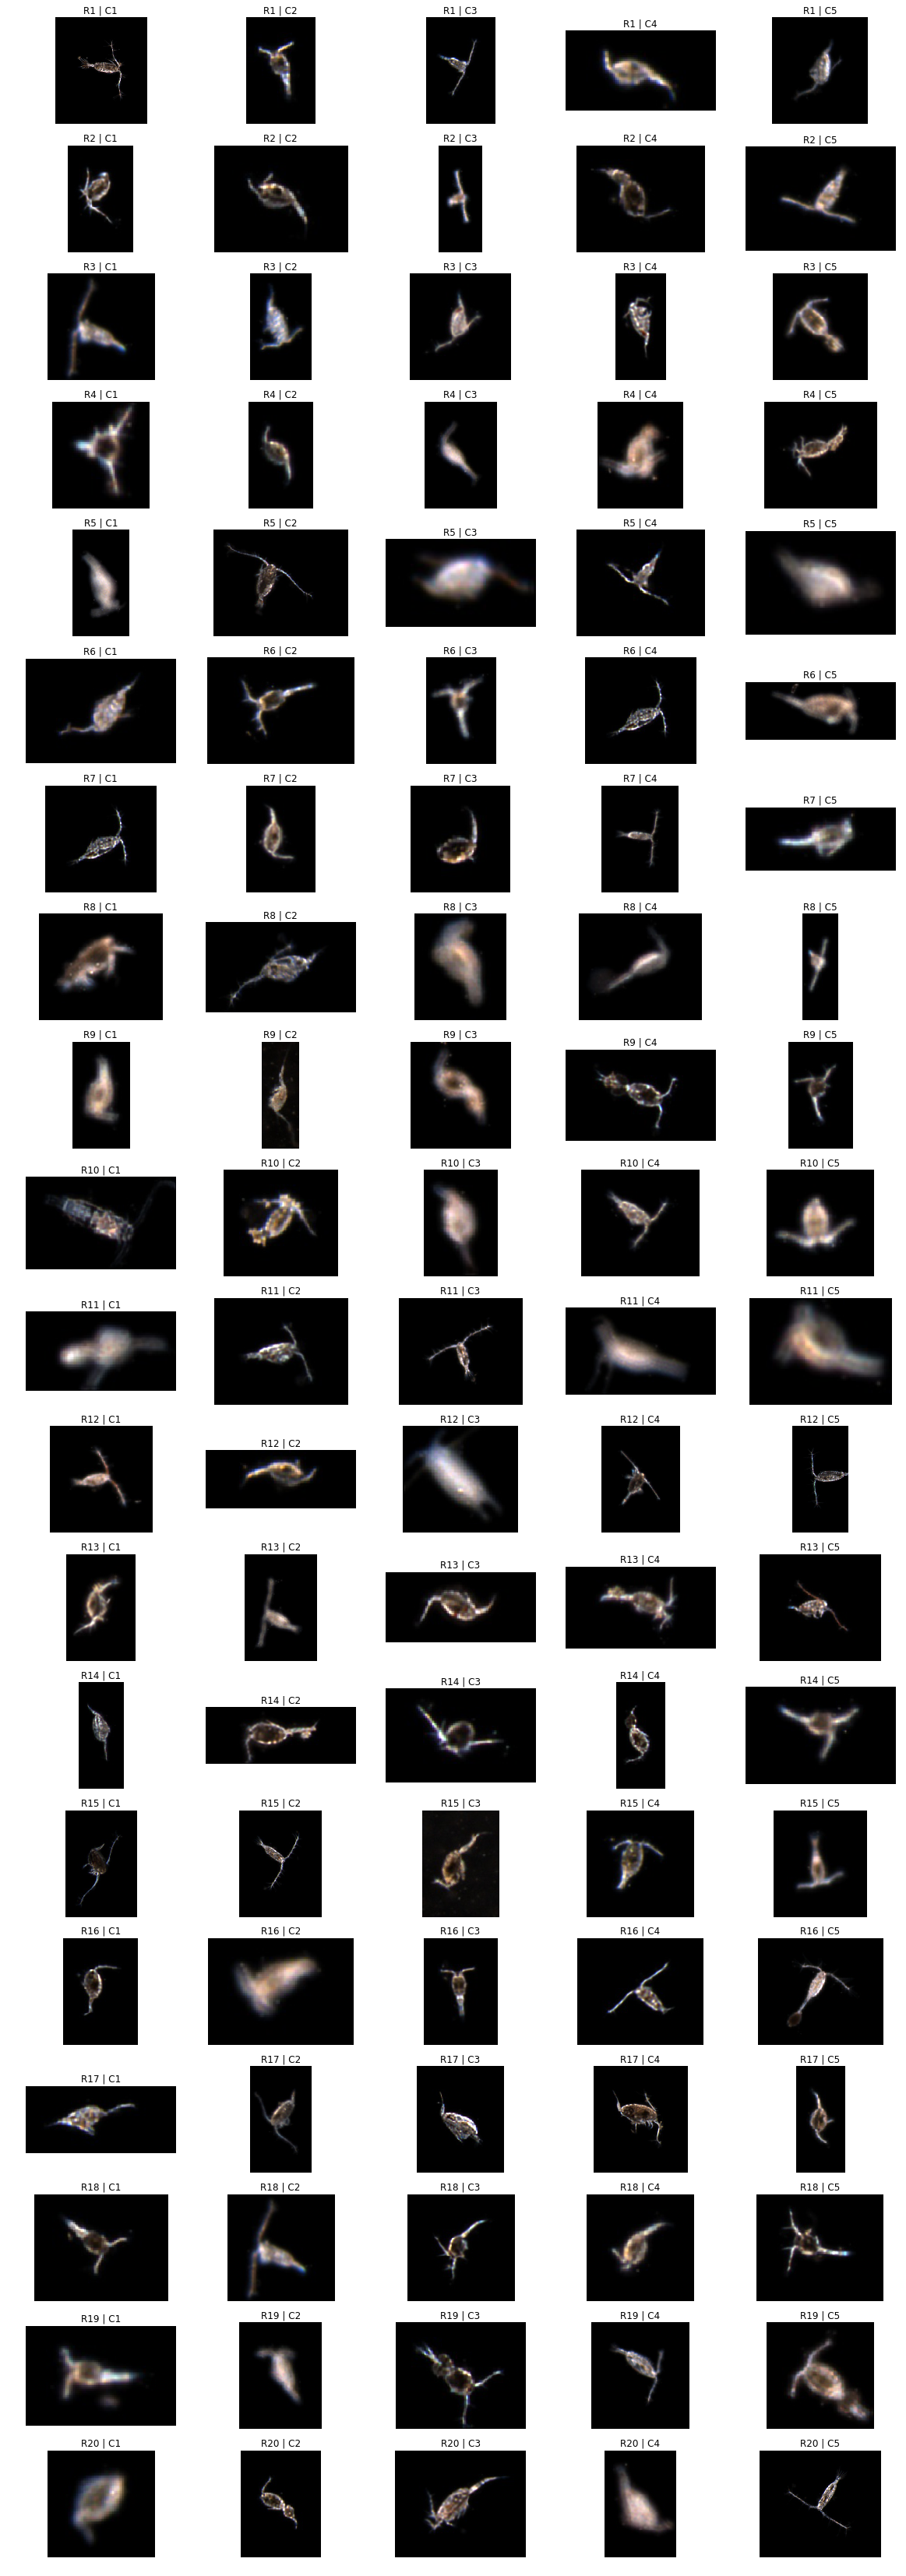 R1 | C1
R1 | C2
R1 | C3
R1 | C4
R1 | C5
R2 | C1
R2 | C2
R2 | C3
R2 | C4
R2 | C5
R3 | C1
R3 | C2
R3 | C3
R3 | C4
R3 | C5
R4 | C1
R4 | C2
R4 | C3
R4 | C4
R4 | C5
R5 | C1
R5 | C2
R5 | C3
R5 | C4
R5 | C5
R6 | C1
R6 | C2
R6 | C3
R6 | C4
R6 | C5
R7 | C1
R7 | C2
R7 | C3
R7 | C4
R7 | C5
R8 | C1
R8 | C2
R8 | C3
R8 | C4
R8 | C5
R9 | C1
R9 | C2
R9 | C3
R9 | C4
R9 | C5
R10 | C1
R10 | C2
R10 | C3
R10 | C4
R10 | C5
R11 | C1
R11 | C2
R11 | C3
R11 | C4
R11 | C5
R12 | C1
R12 | C2
R12 | C3
R12 | C4
R12 | C5
R13 | C1
R13 | C2
R13 | C3
R13 | C4
R13 | C5
R14 | C1
R14 | C2
R14 | C3
R14 | C4
R14 | C5
R15 | C1
R15 | C2
R15 | C3
R15 | C4
R15 | C5
R16 | C1
R16 | C2
R16 | C3
R16 | C4
R16 | C5
R17 | C1
R17 | C2
R17 | C3
R17 | C4
R17 | C5
R18 | C1
R18 | C2
R18 | C3
R18 | C4
R18 | C5
R19 | C1
R19 | C2
R19 | C3
R19 | C4
R19 | C5
R20 | C1
R20 | C2
R20 | C3
R20 | C4
R20 | C5